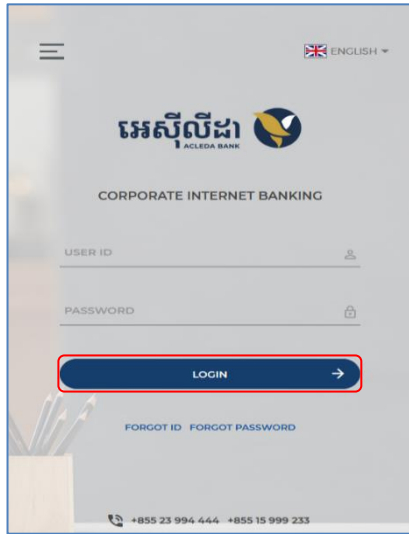 ENGLISH
អេស៊ីលីដា
ACLEDA BANK
CORPORATE INTERNET BANKING
USER ID
PASSWORD
LOGIN
FORGOT ID FORGOT PASSWORD
+855 23 994 444 +855 15 999 233